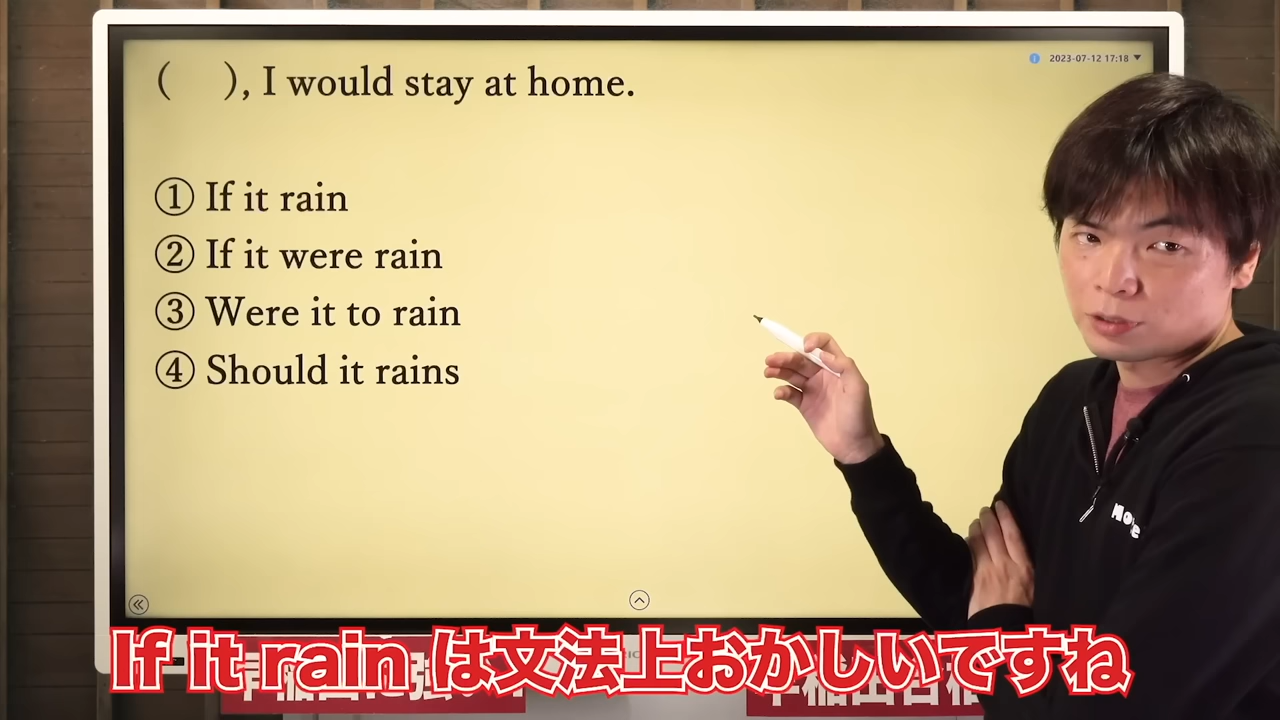 (    ), I would stay at home.
2023-07-12 17:18
① If it rain
② If it were rain
③ Were it to rain
④ Should it rains
If it rain は文法上おかしいですね